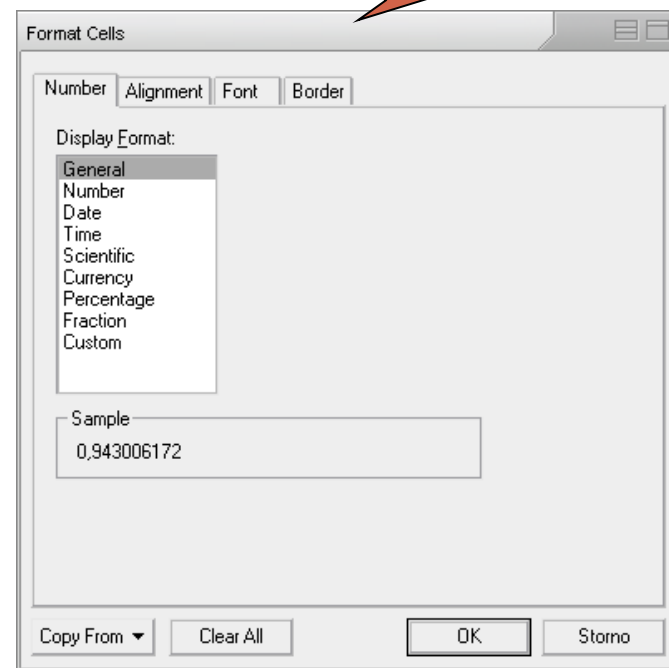 Format Cells
Number Alignment Font Border
Display Format:
General
Number
Date
Time
Scientific
Currency
Percentage
Fraction
Custom
Sample
0,943006172
Copy From Clear All OK Storno